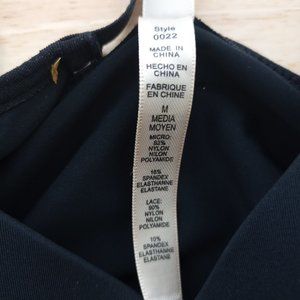 Style
0022
MADE IN
CHINA
HECHO EN
CHINA
FABRIQUE
EN CHINE
M
MEDIA
MOYEN
MICRO:
82%
NYLON
NILON
POLYAMIDE
18%
SPANDEX
ELASTHANNE
ELASTANE
LACE:
90%
NYLON
NILON
POLYAMIDE
10%
SPANDEX
ELASTHANNE
ELASTANE